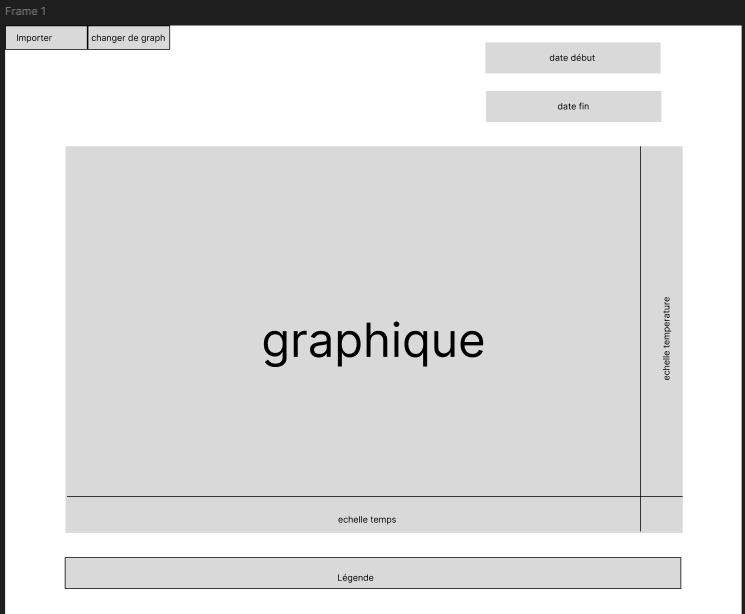 Frame 1
Importer
changer de graph
date début
date fin
graphique
echelle temperature
echelle temps
Légende